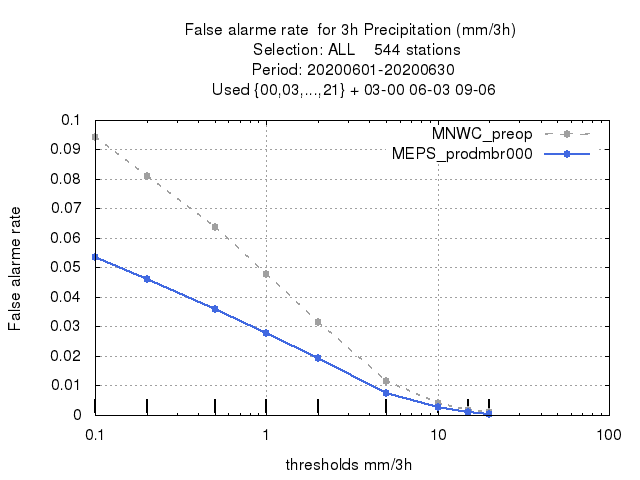 False alarme rate  for 3h Precipitation (mm/3h)
Selection: ALL    544 stations
Period: 20200601-20200630
Used {00,03,...,21} + 03-00 06-03 09-06
MNWC_preop
MEPS_prodmbr000
False alarme rate
0.1
0.09
0.08
0.07
0.06
0.05
0.04
0.03
0.02
0.01
0
0.1 1 10 100
thresholds mm/3h